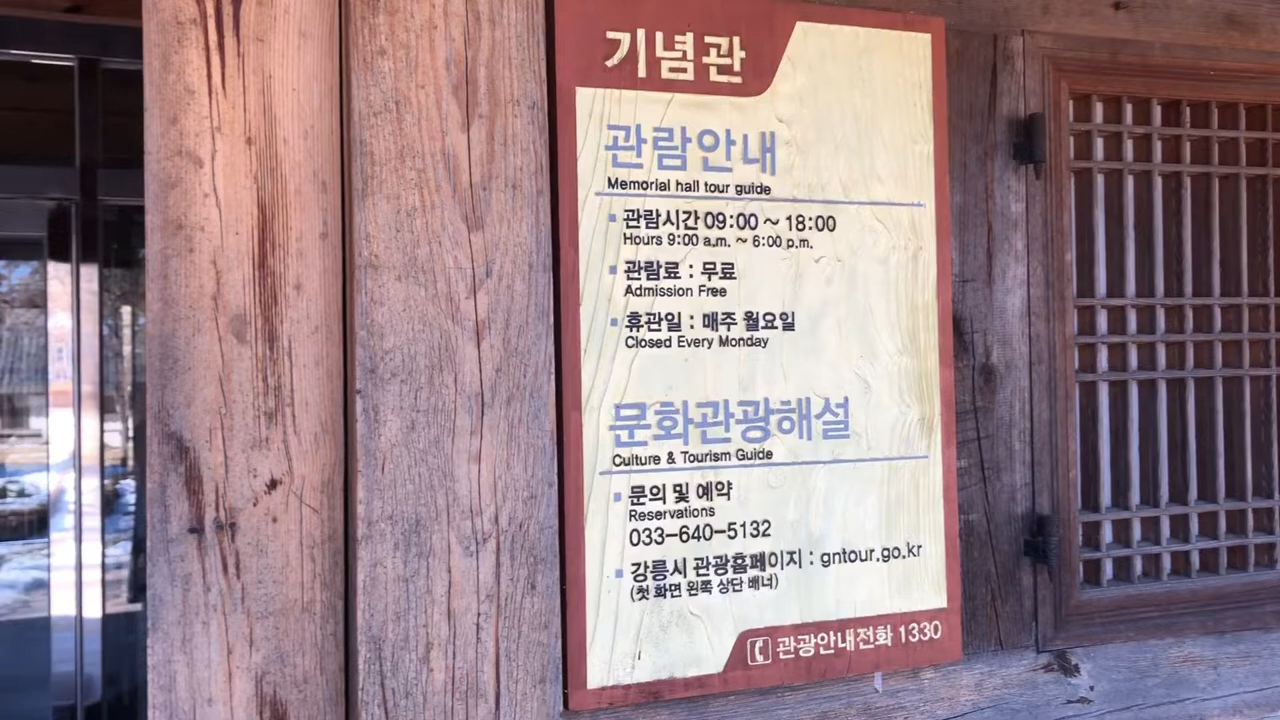 기념관
관람안내
Memorial hall tour guide
관람시간 09:00 ~ 18:00
Hours 9:00 a.m. ~ 6:00 p.m.
관람료 : 무료
Admission Free
휴관일 : 매주 월요일
Closed Every Monday
문화관광해설
Culture & Tourism Guide
문의 및 예약
Reservations
033-640-5132
강릉시 관광홈페이지 : gntour.go.kr
(첫 화면 왼쪽 상단 배너)
관광안내전화 1330